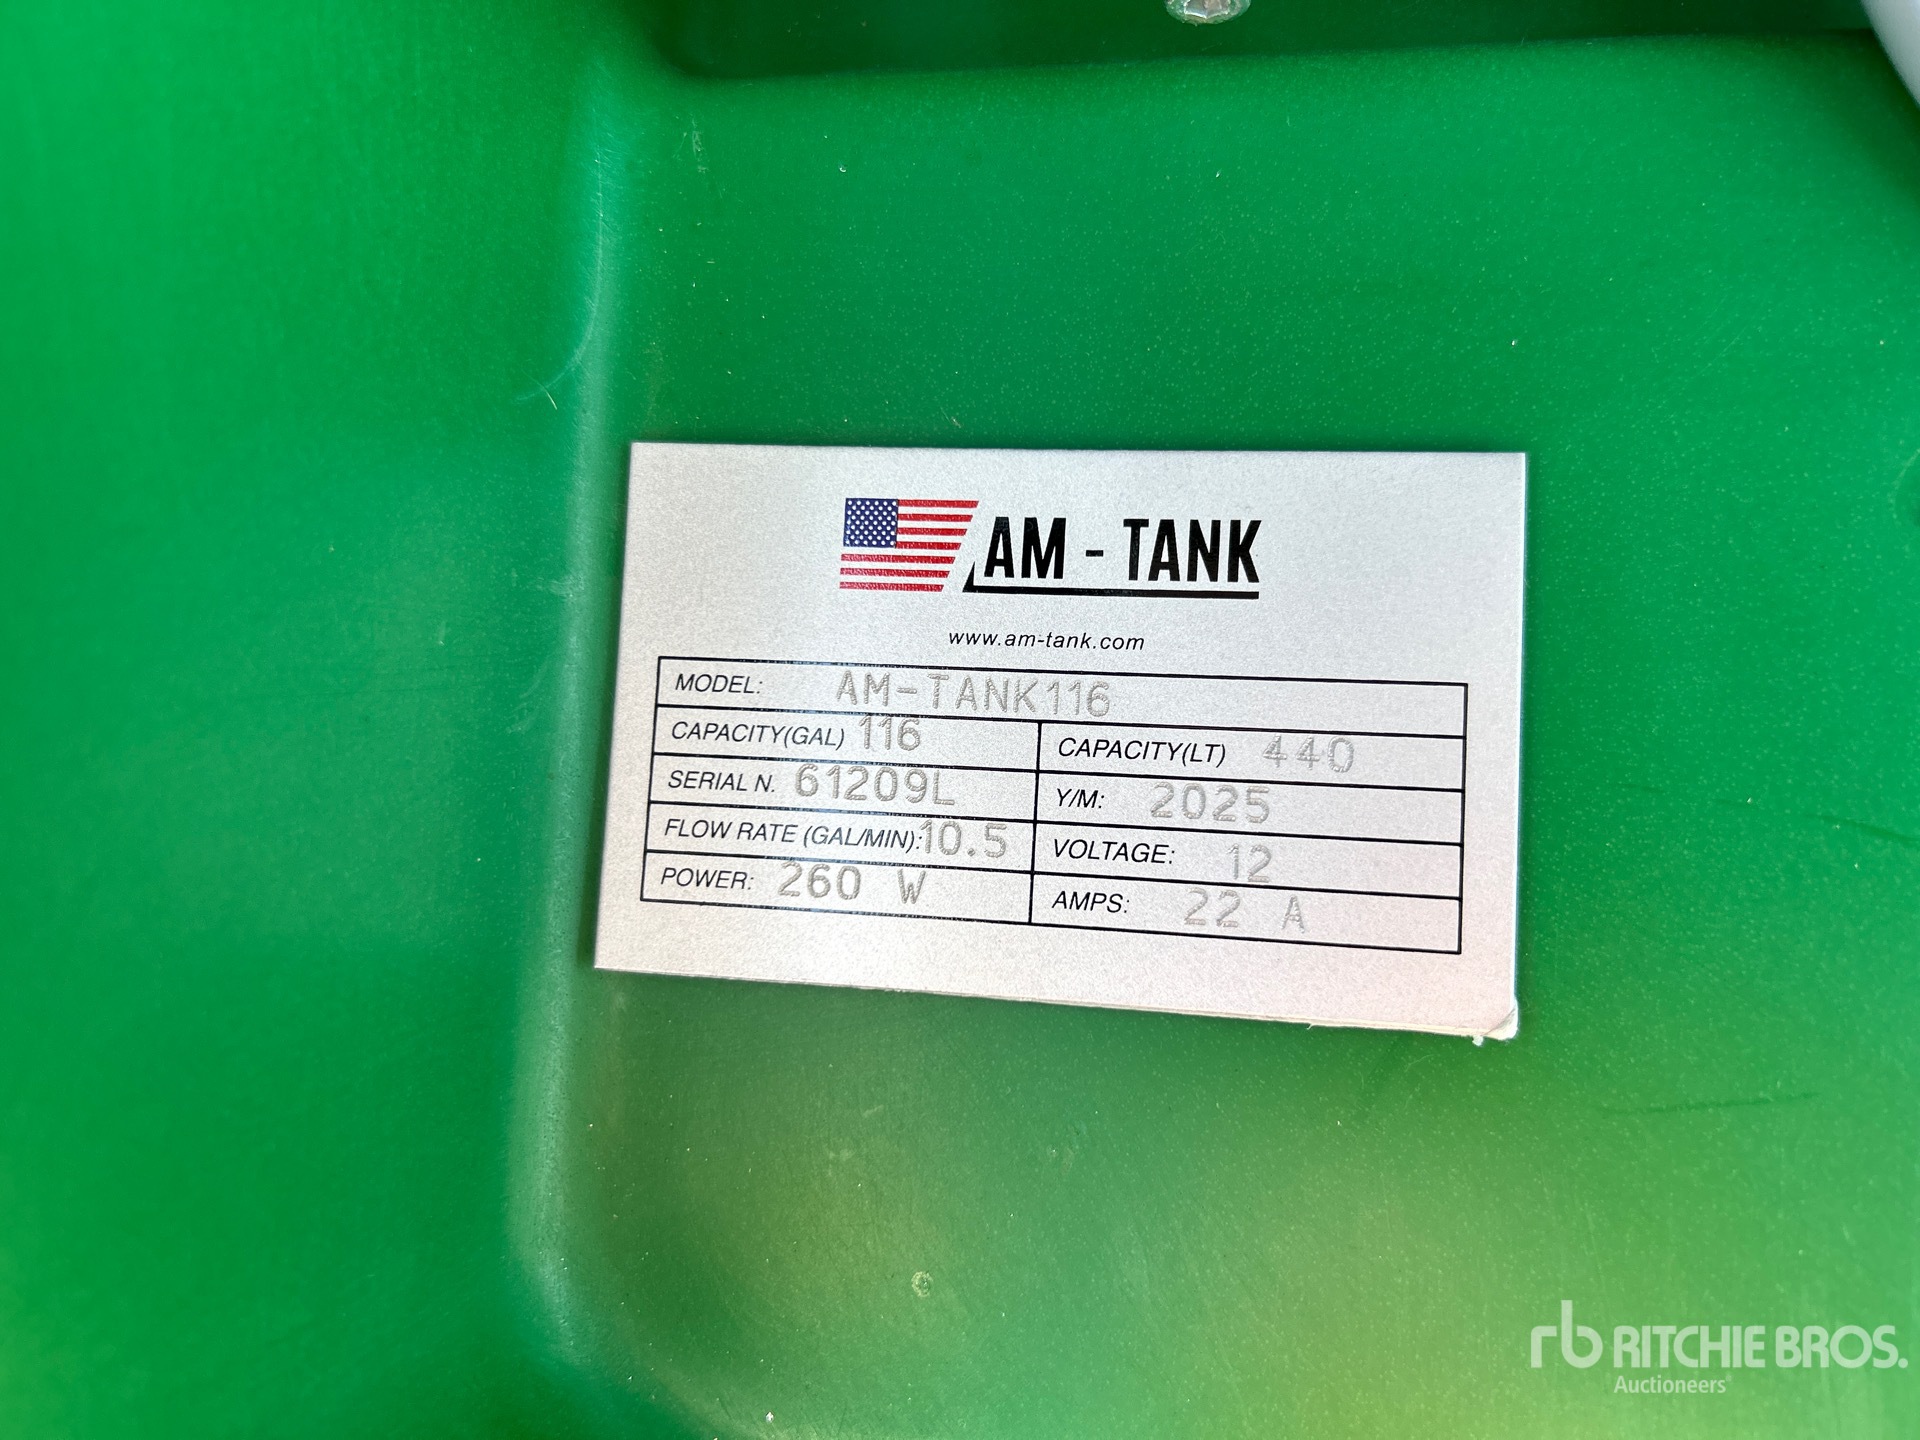 AM - TANK
www.am-tank.com
MODEL: AM-TANK116
CAPACITY(GAL) 116 CAPACITY(LT) 440
SERIAL N. 61209L Y/M: 2025
FLOW RATE (GAL/MIN): 10.5 VOLTAGE: 12
POWER: 260 W AMPS: 22 A
rb RITCHIE BROS.
Auctioneers